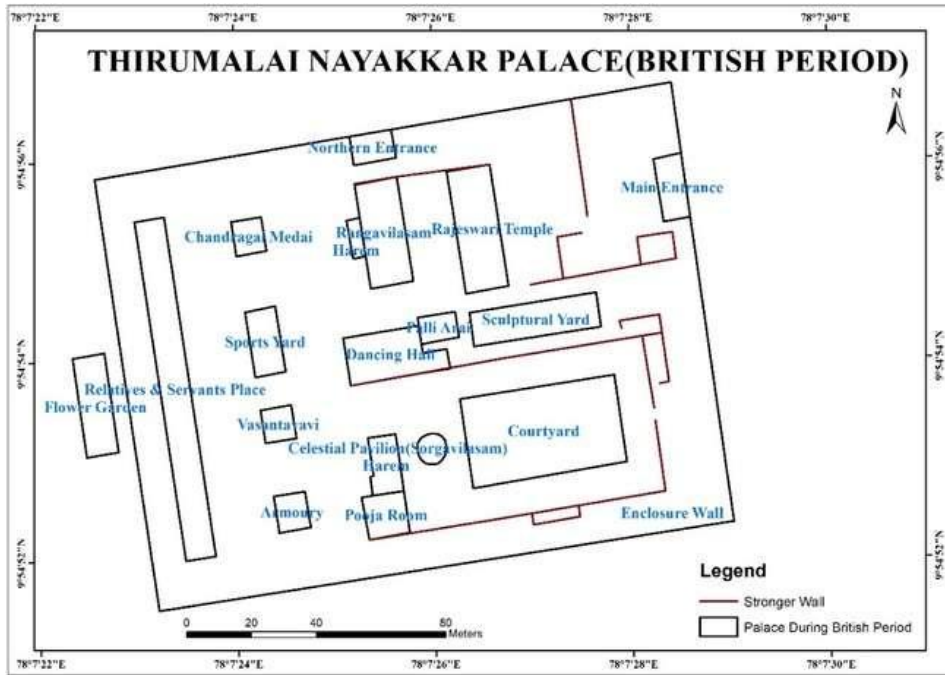 78°7'22"E 78°7'24"E 78°7'26"E 78°7'28"E 78°7'30"E
THIRUMALAI NAYAKKAR PALACE(BRITISH PERIOD)
N
9°54'56"N
9°54'56"N
Northern Entrance
Main Entrance
Chandragai Medai
Rangavilasam
Harem
Rajeswari Temple
Sports Yard
Palli Arai
Sculptural Yard
Dancing Hall
9°54'54"N
9°54'54"N
Relatives & Servants Place
Flower Garden
Vasantavavi
Celestial Pavilion(Sorgavilasam)
Harem
Courtyard
Armoury
Pooja Room
Enclosure Wall
9°54'52"N
9°54'52"N
Legend
Stronger Wall
Palace During British Period
0 20 40 80
Meters
78°7'22"E 78°7'24"E 78°7'26"E 78°7'28"E 78°7'30"E